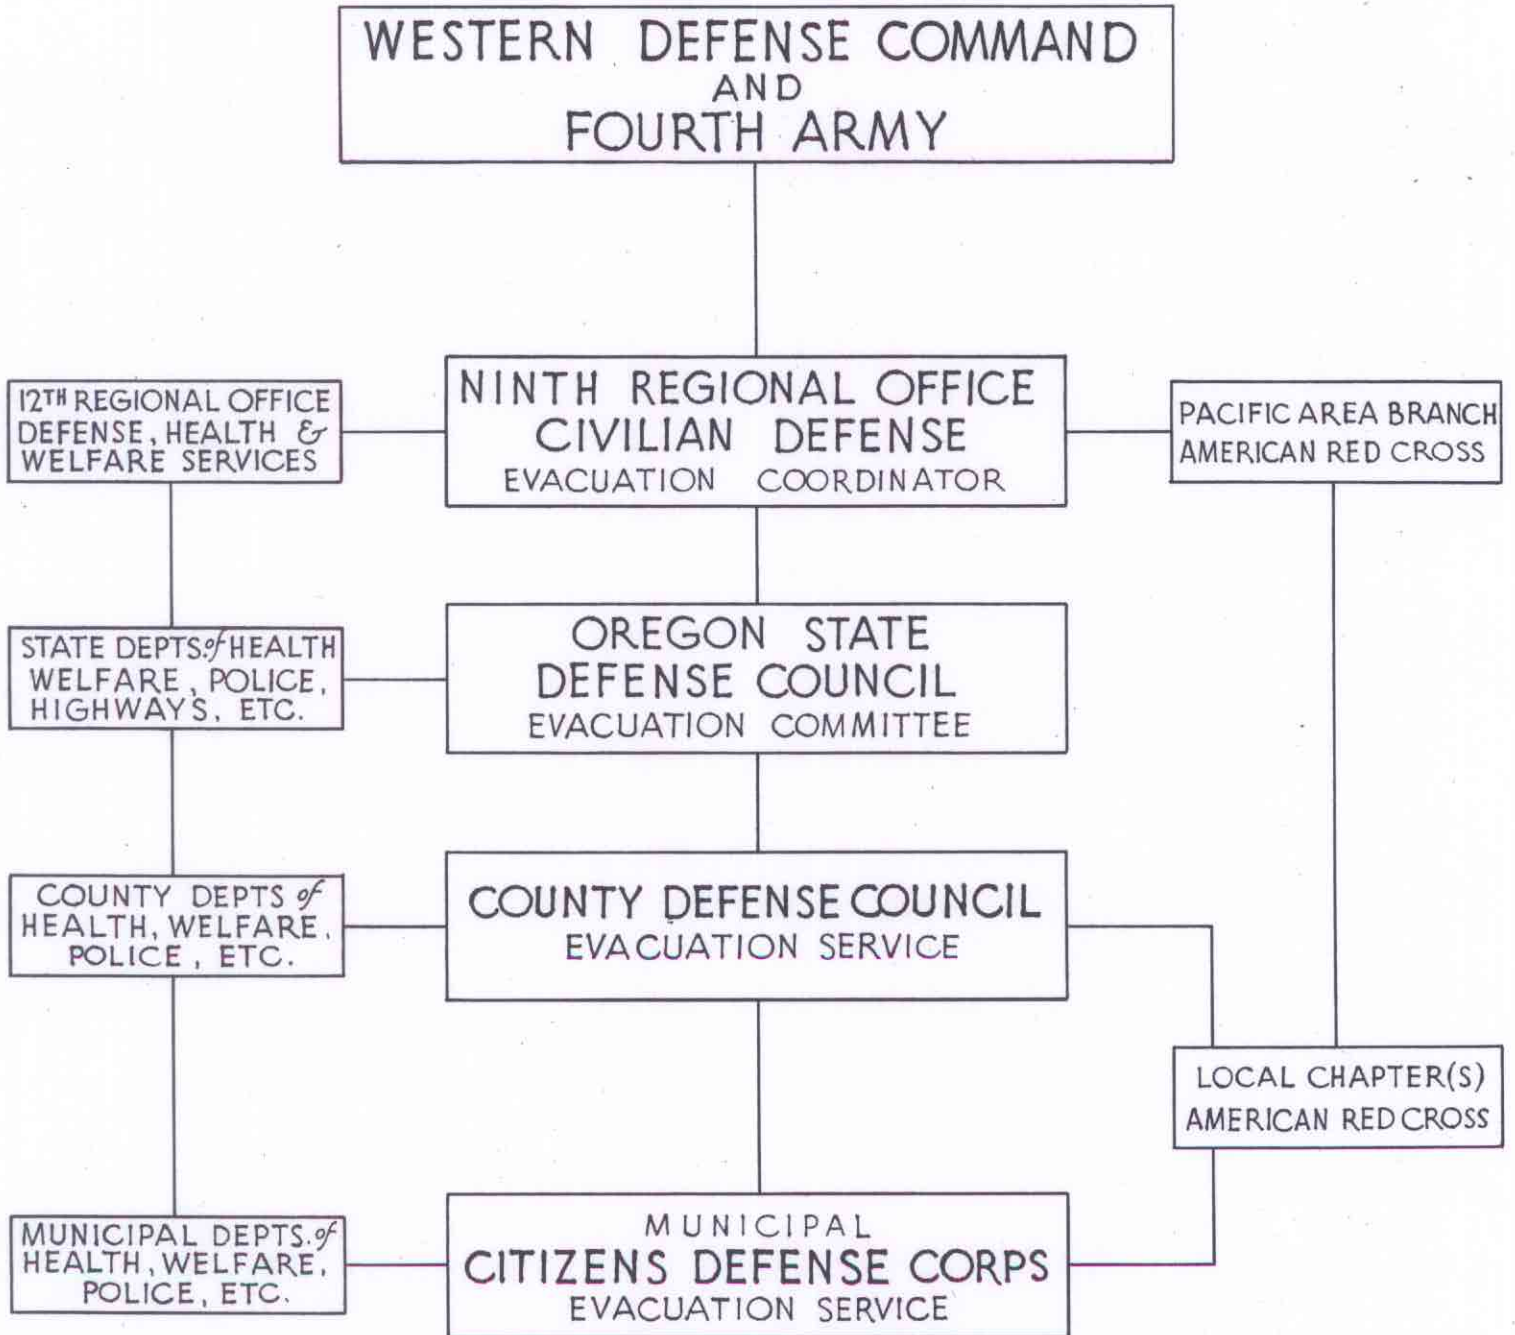 WESTERN DEFENSE COMMAND
AND
FOURTH ARMY
12TH REGIONAL OFFICE
DEFENSE, HEALTH &
WELFARE SERVICES
NINTH REGIONAL OFFICE
CIVILIAN DEFENSE
EVACUATION COORDINATOR
PACIFIC AREA BRANCH
AMERICAN RED CROSS
STATE DEPTS. of HEALTH
WELFARE, POLICE,
HIGHWAYS, ETC.
OREGON STATE
DEFENSE COUNCIL
EVACUATION COMMITTEE
COUNTY DEPTS of
HEALTH, WELFARE,
POLICE, ETC.
COUNTY DEFENSE COUNCIL
EVACUATION SERVICE
LOCAL CHAPTER(S)
AMERICAN RED CROSS
MUNICIPAL DEPTS. of
HEALTH, WELFARE,
POLICE, ETC.
MUNICIPAL
CITIZENS DEFENSE CORPS
EVACUATION SERVICE